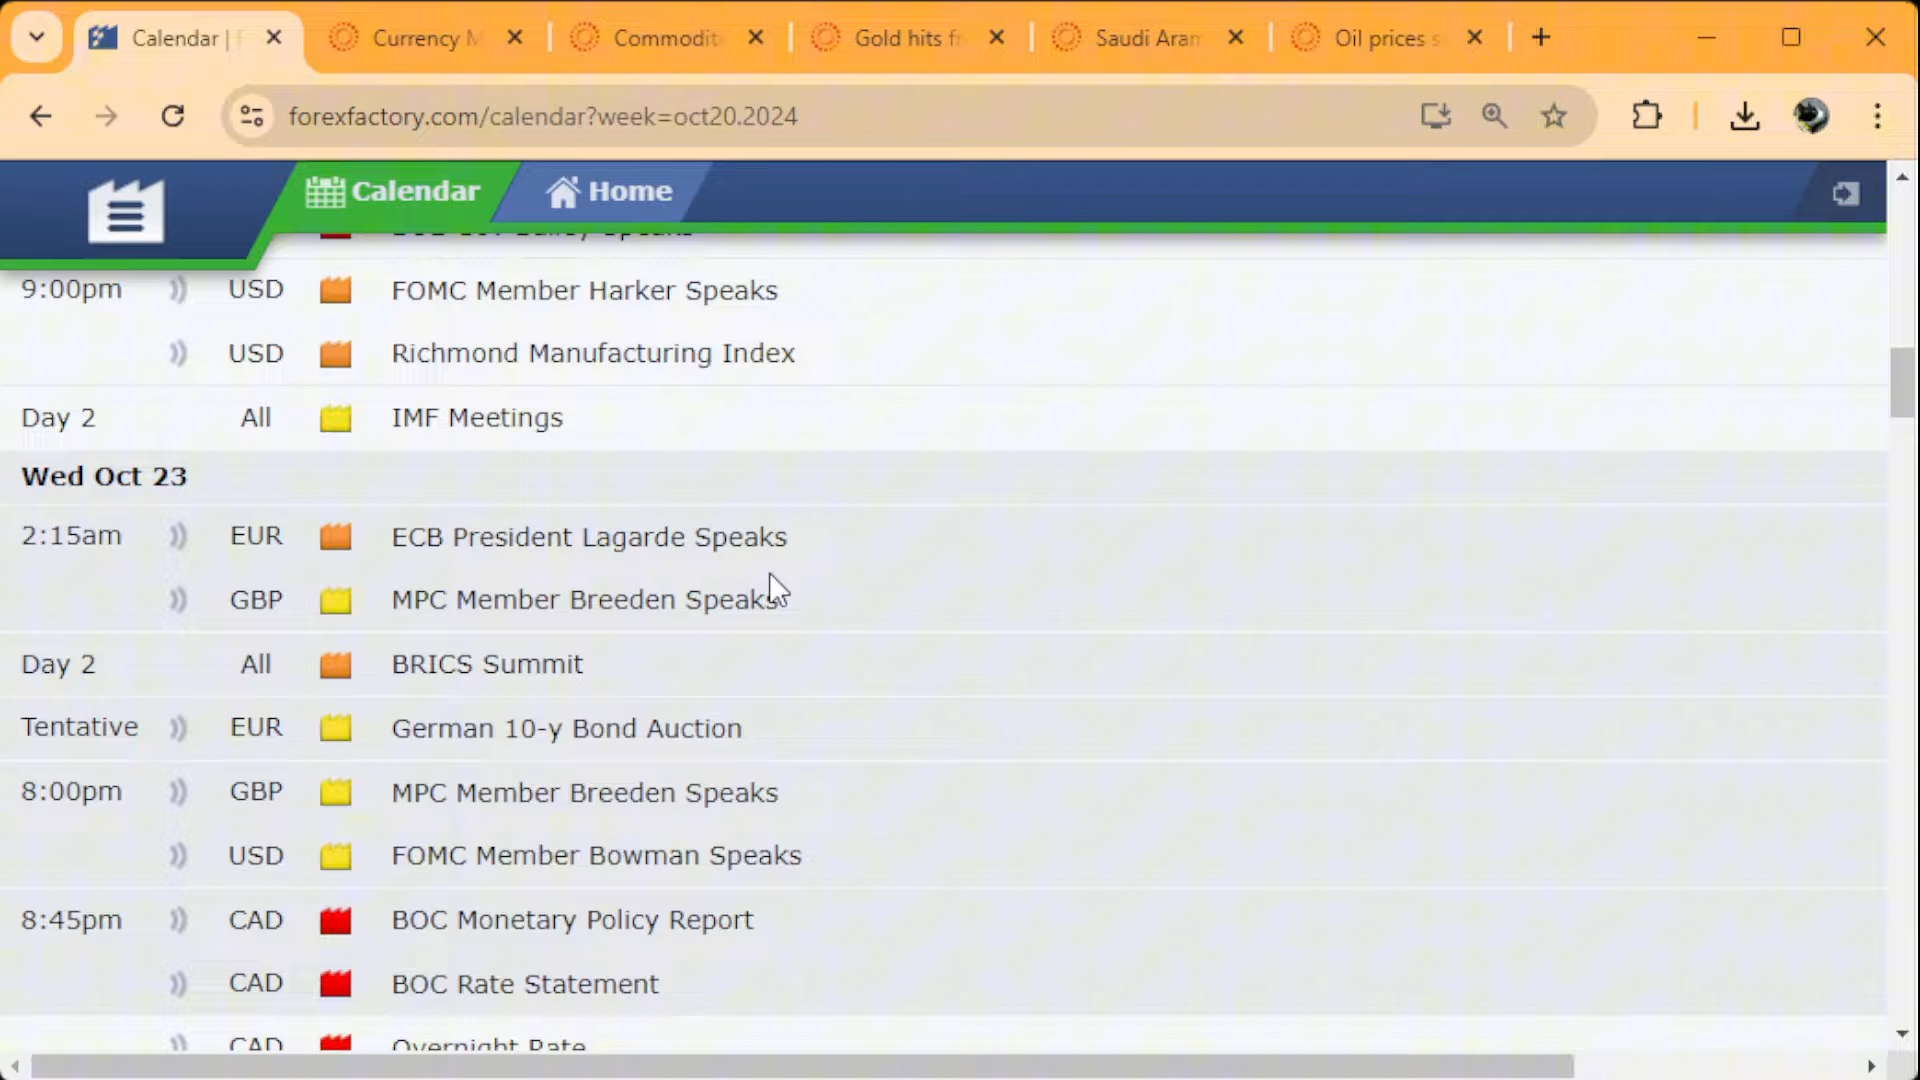 Calendar |
Currency M
Commodit
Gold hits fr
Saudi Aran
Oil prices s
forexfactory.com/calendar?week=oct20.2024
Calendar
Home
Speaks
9:00pm USD FOMC Member Harker Speaks
USD Richmond Manufacturing Index
Day 2 All IMF Meetings
Wed Oct 23
2:15am EUR ECB President Lagarde Speaks
GBP MPC Member Breeden Speaks
Day 2 All BRICS Summit
Tentative EUR German 10-y Bond Auction
8:00pm GBP MPC Member Breeden Speaks
USD FOMC Member Bowman Speaks
8:45pm CAD BOC Monetary Policy Report
CAD BOC Rate Statement
CAD Overnight Rate